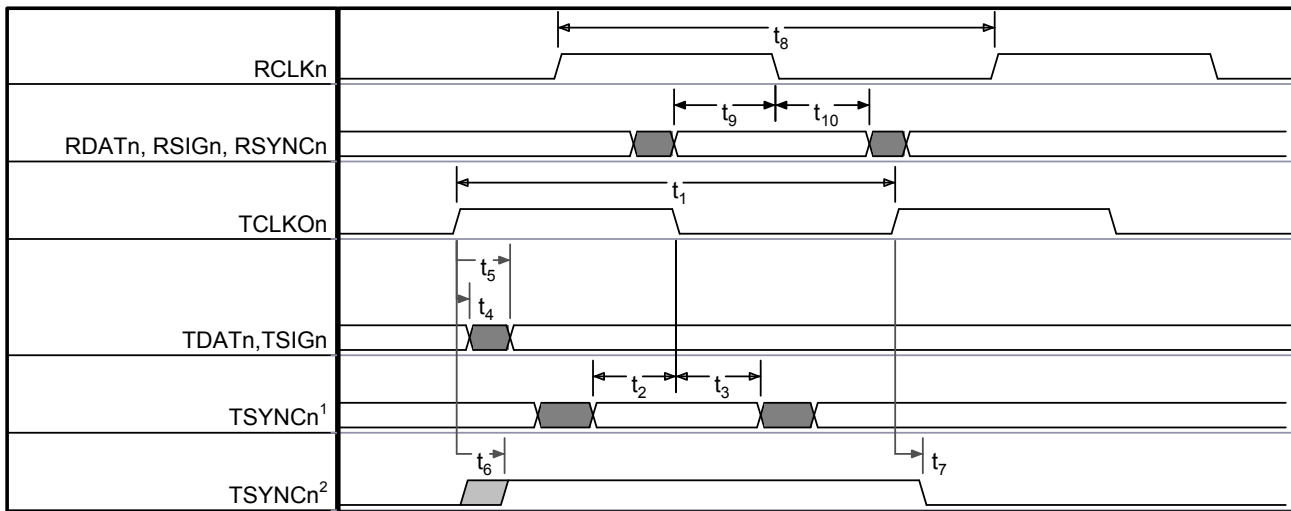 t₈
RCLKn
t₉ t₁₀
RDATn, RSIGn, RSYNCn
t₁
TCLKOn
t₅
t₄
TDATn,TSIGn
t₂ t₃
TSYNCn¹
t₆ t₇
TSYNCn²